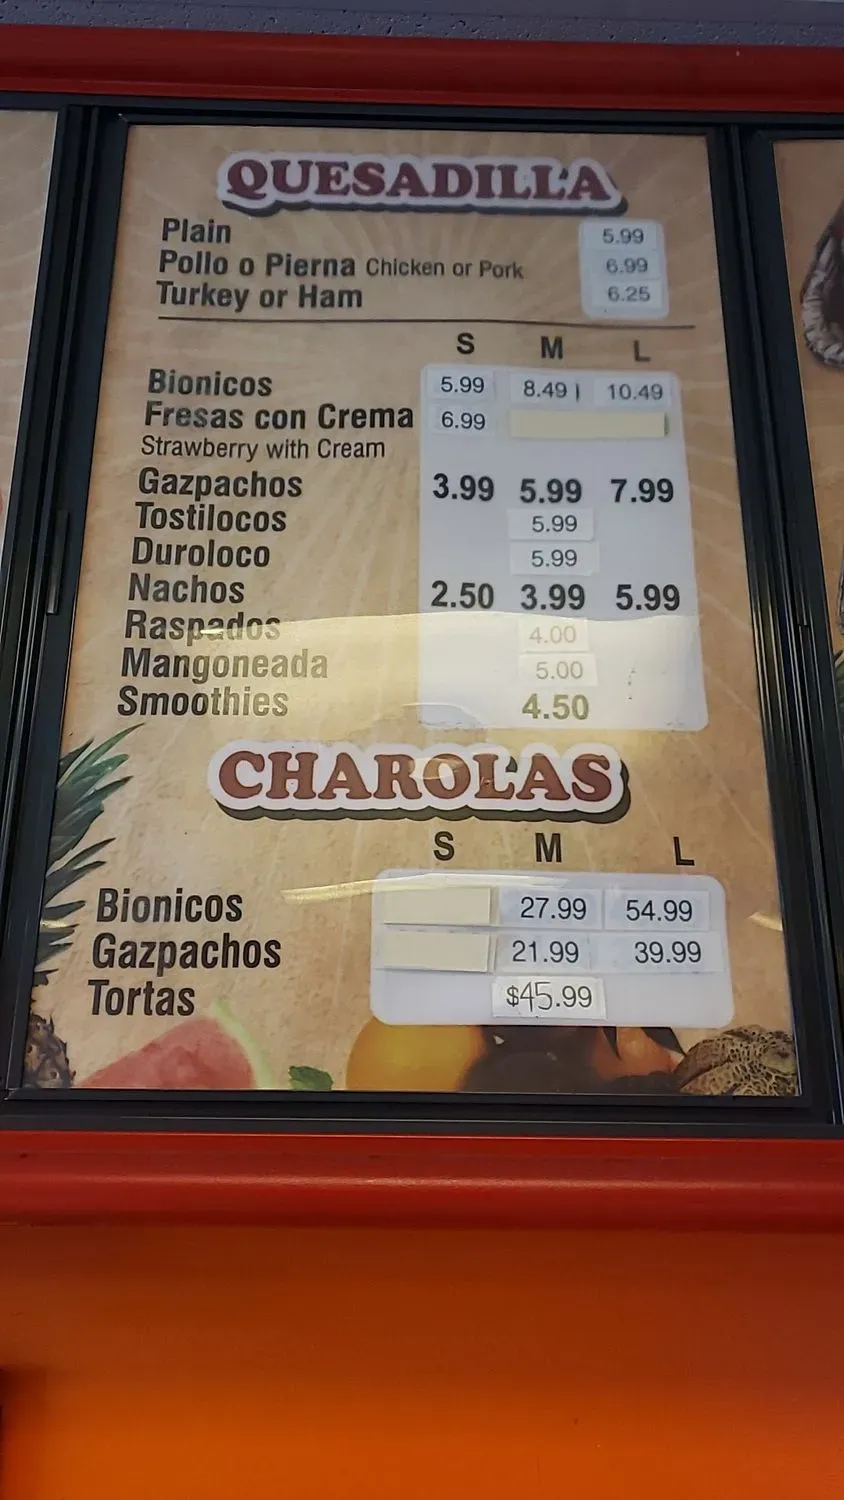 QUESADILLA
Plain 5.99
Pollo o Pierna Chicken or Pork 6.99
Turkey or Ham 6.25
S M L
Bionicos 5.99 8.49 10.49
Fresas con Crema 6.99
Strawberry with Cream
Gazpachos 3.99 5.99 7.99
Tostilocos 5.99
Duroloco 5.99
Nachos 2.50 3.99 5.99
Raspados 4.00
Mangoneada 5.00
Smoothies 4.50
CHAROLAS
S M L
Bionicos 27.99 54.99
Gazpachos 21.99 39.99
Tortas $45.99